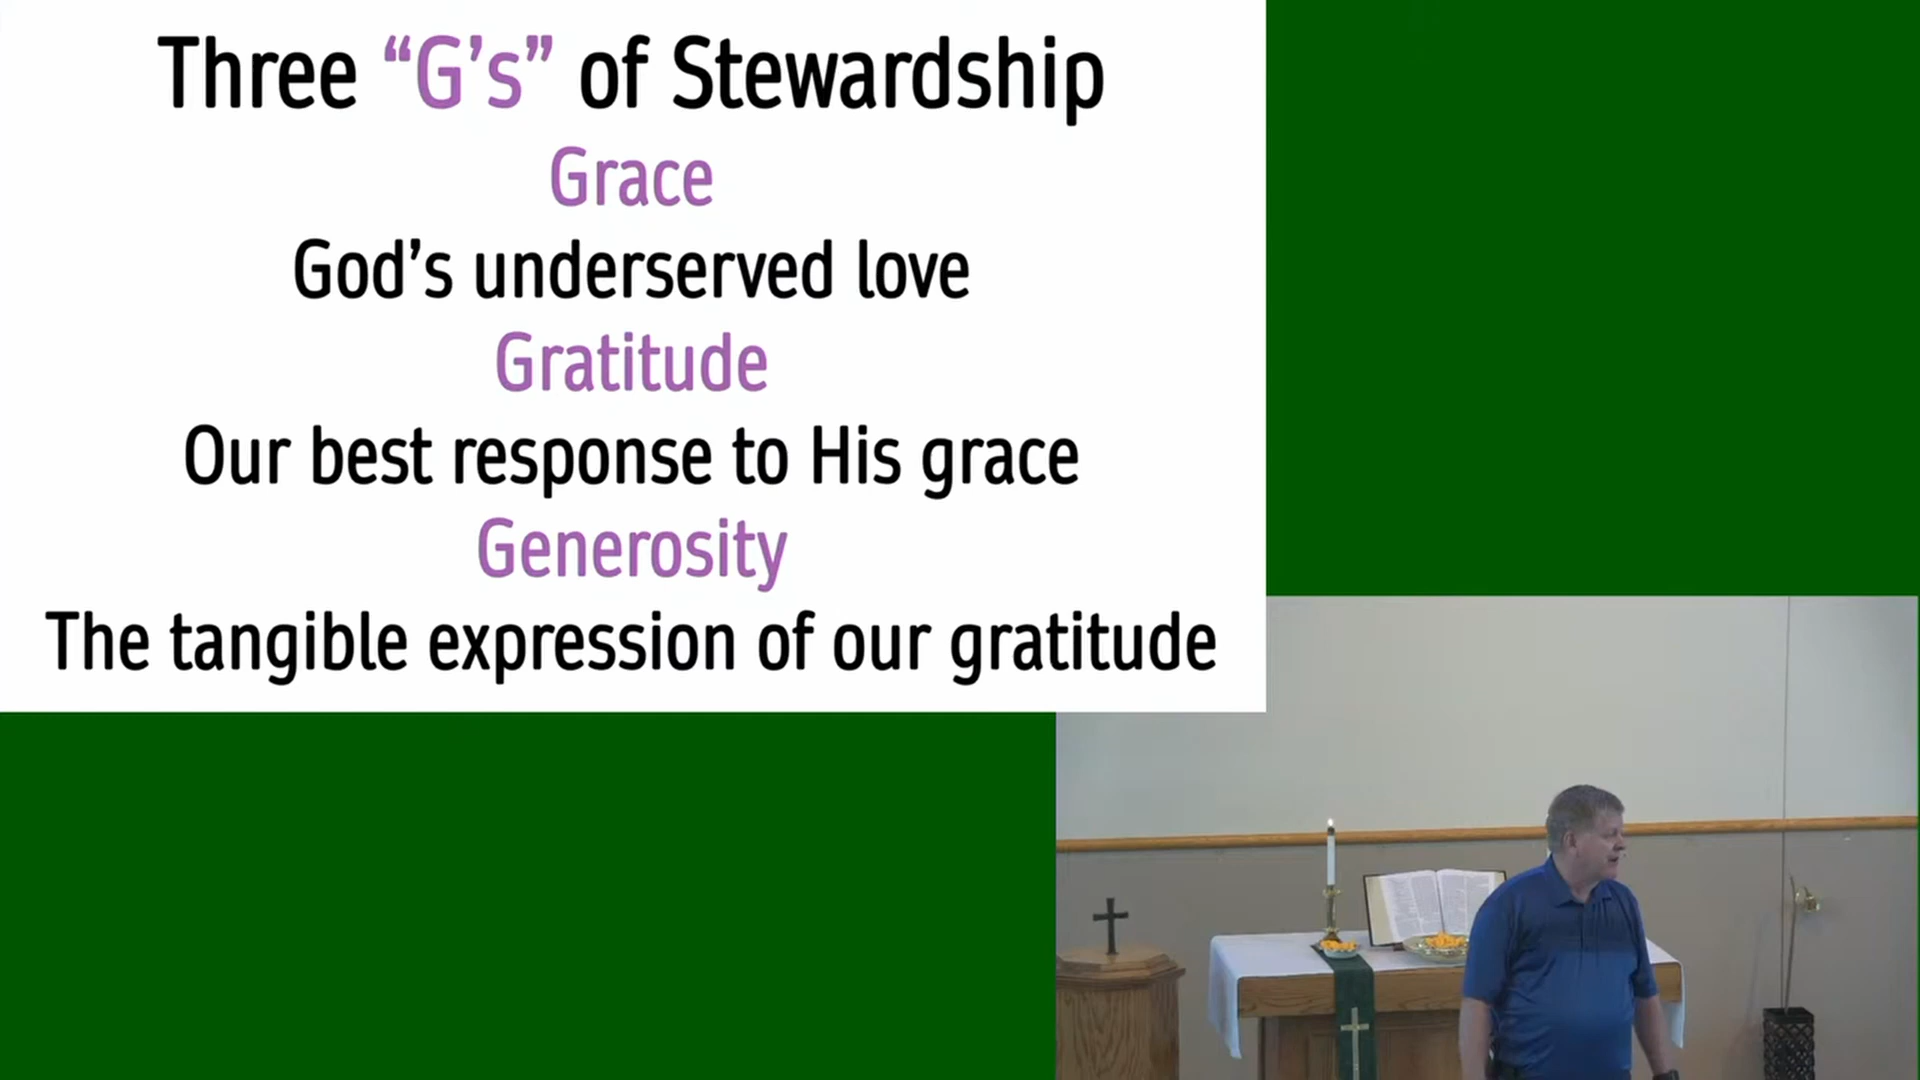 Three “G’s” of Stewardship
Grace
God’s underserved love
Gratitude
Our best response to His grace
Generosity
The tangible expression of our gratitude